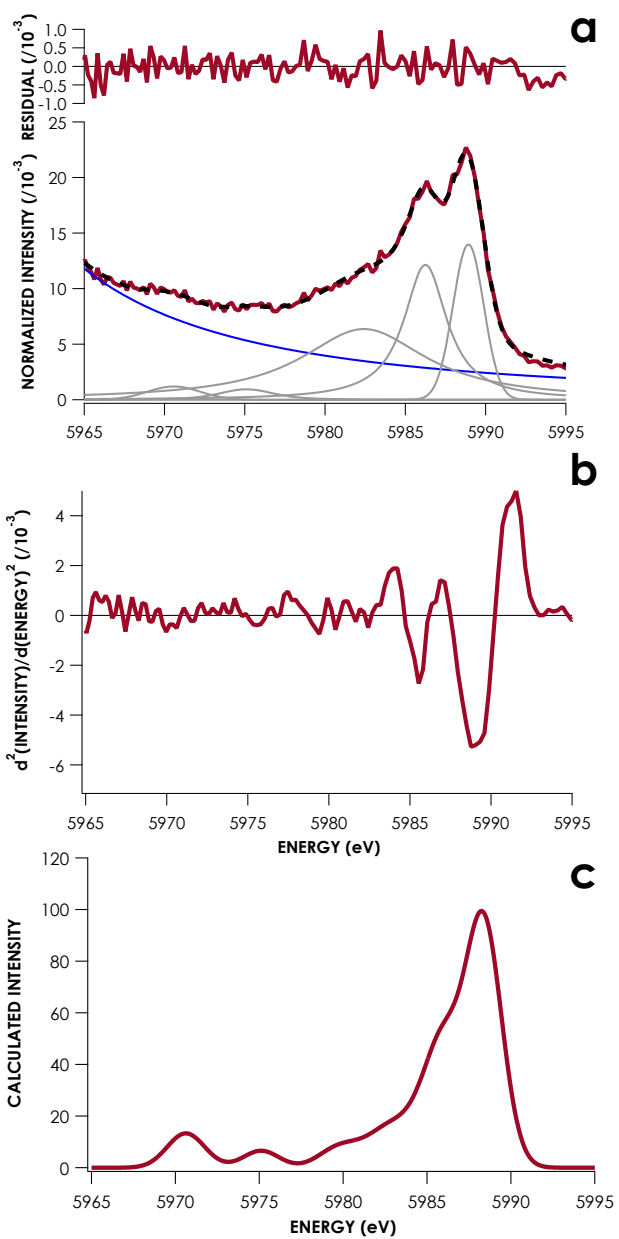 a
RESIDUAL (/10⁻³)
1.0
0.5
0.0
-0.5
-1.0
NORMALIZED INTENSITY (/10⁻³)
25
20
15
10
5
0
5965 5970 5975 5980 5985 5990 5995
b
d²(INTENSITY)/d(ENERGY)² (/10⁻³)
4
2
0
-2
-4
-6
5965 5970 5975 5980 5985 5990 5995
ENERGY (eV)
c
CALCULATED INTENSITY
120
100
80
60
40
20
0
5965 5970 5975 5980 5985 5990 5995
ENERGY (eV)